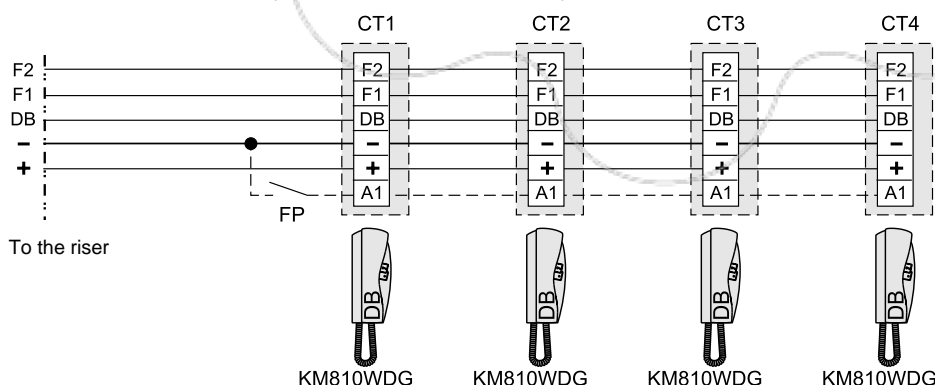 CT1 CT2 CT3 CT4
F2 F2 F2 F2 F2
F1 F1 F1 F1 F1
DB DB DB DB DB
- - - - -
+ + + + +
A1 A1 A1 A1
FP
To the riser
DB DB DB DB
KM810WDG KM810WDG KM810WDG KM810WDG